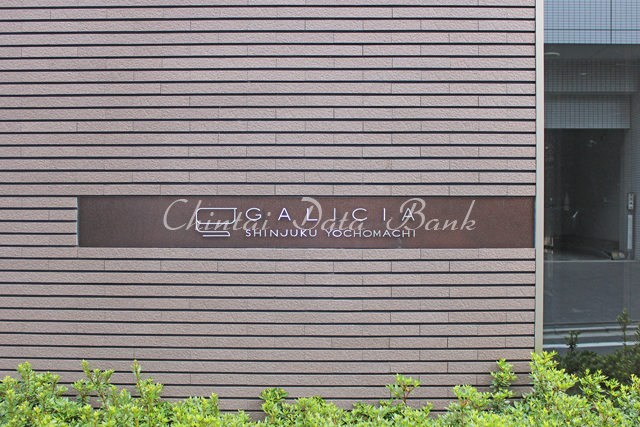 GALICIA
SHINJUKU YOCHOMACHI
Chintai Data Bank